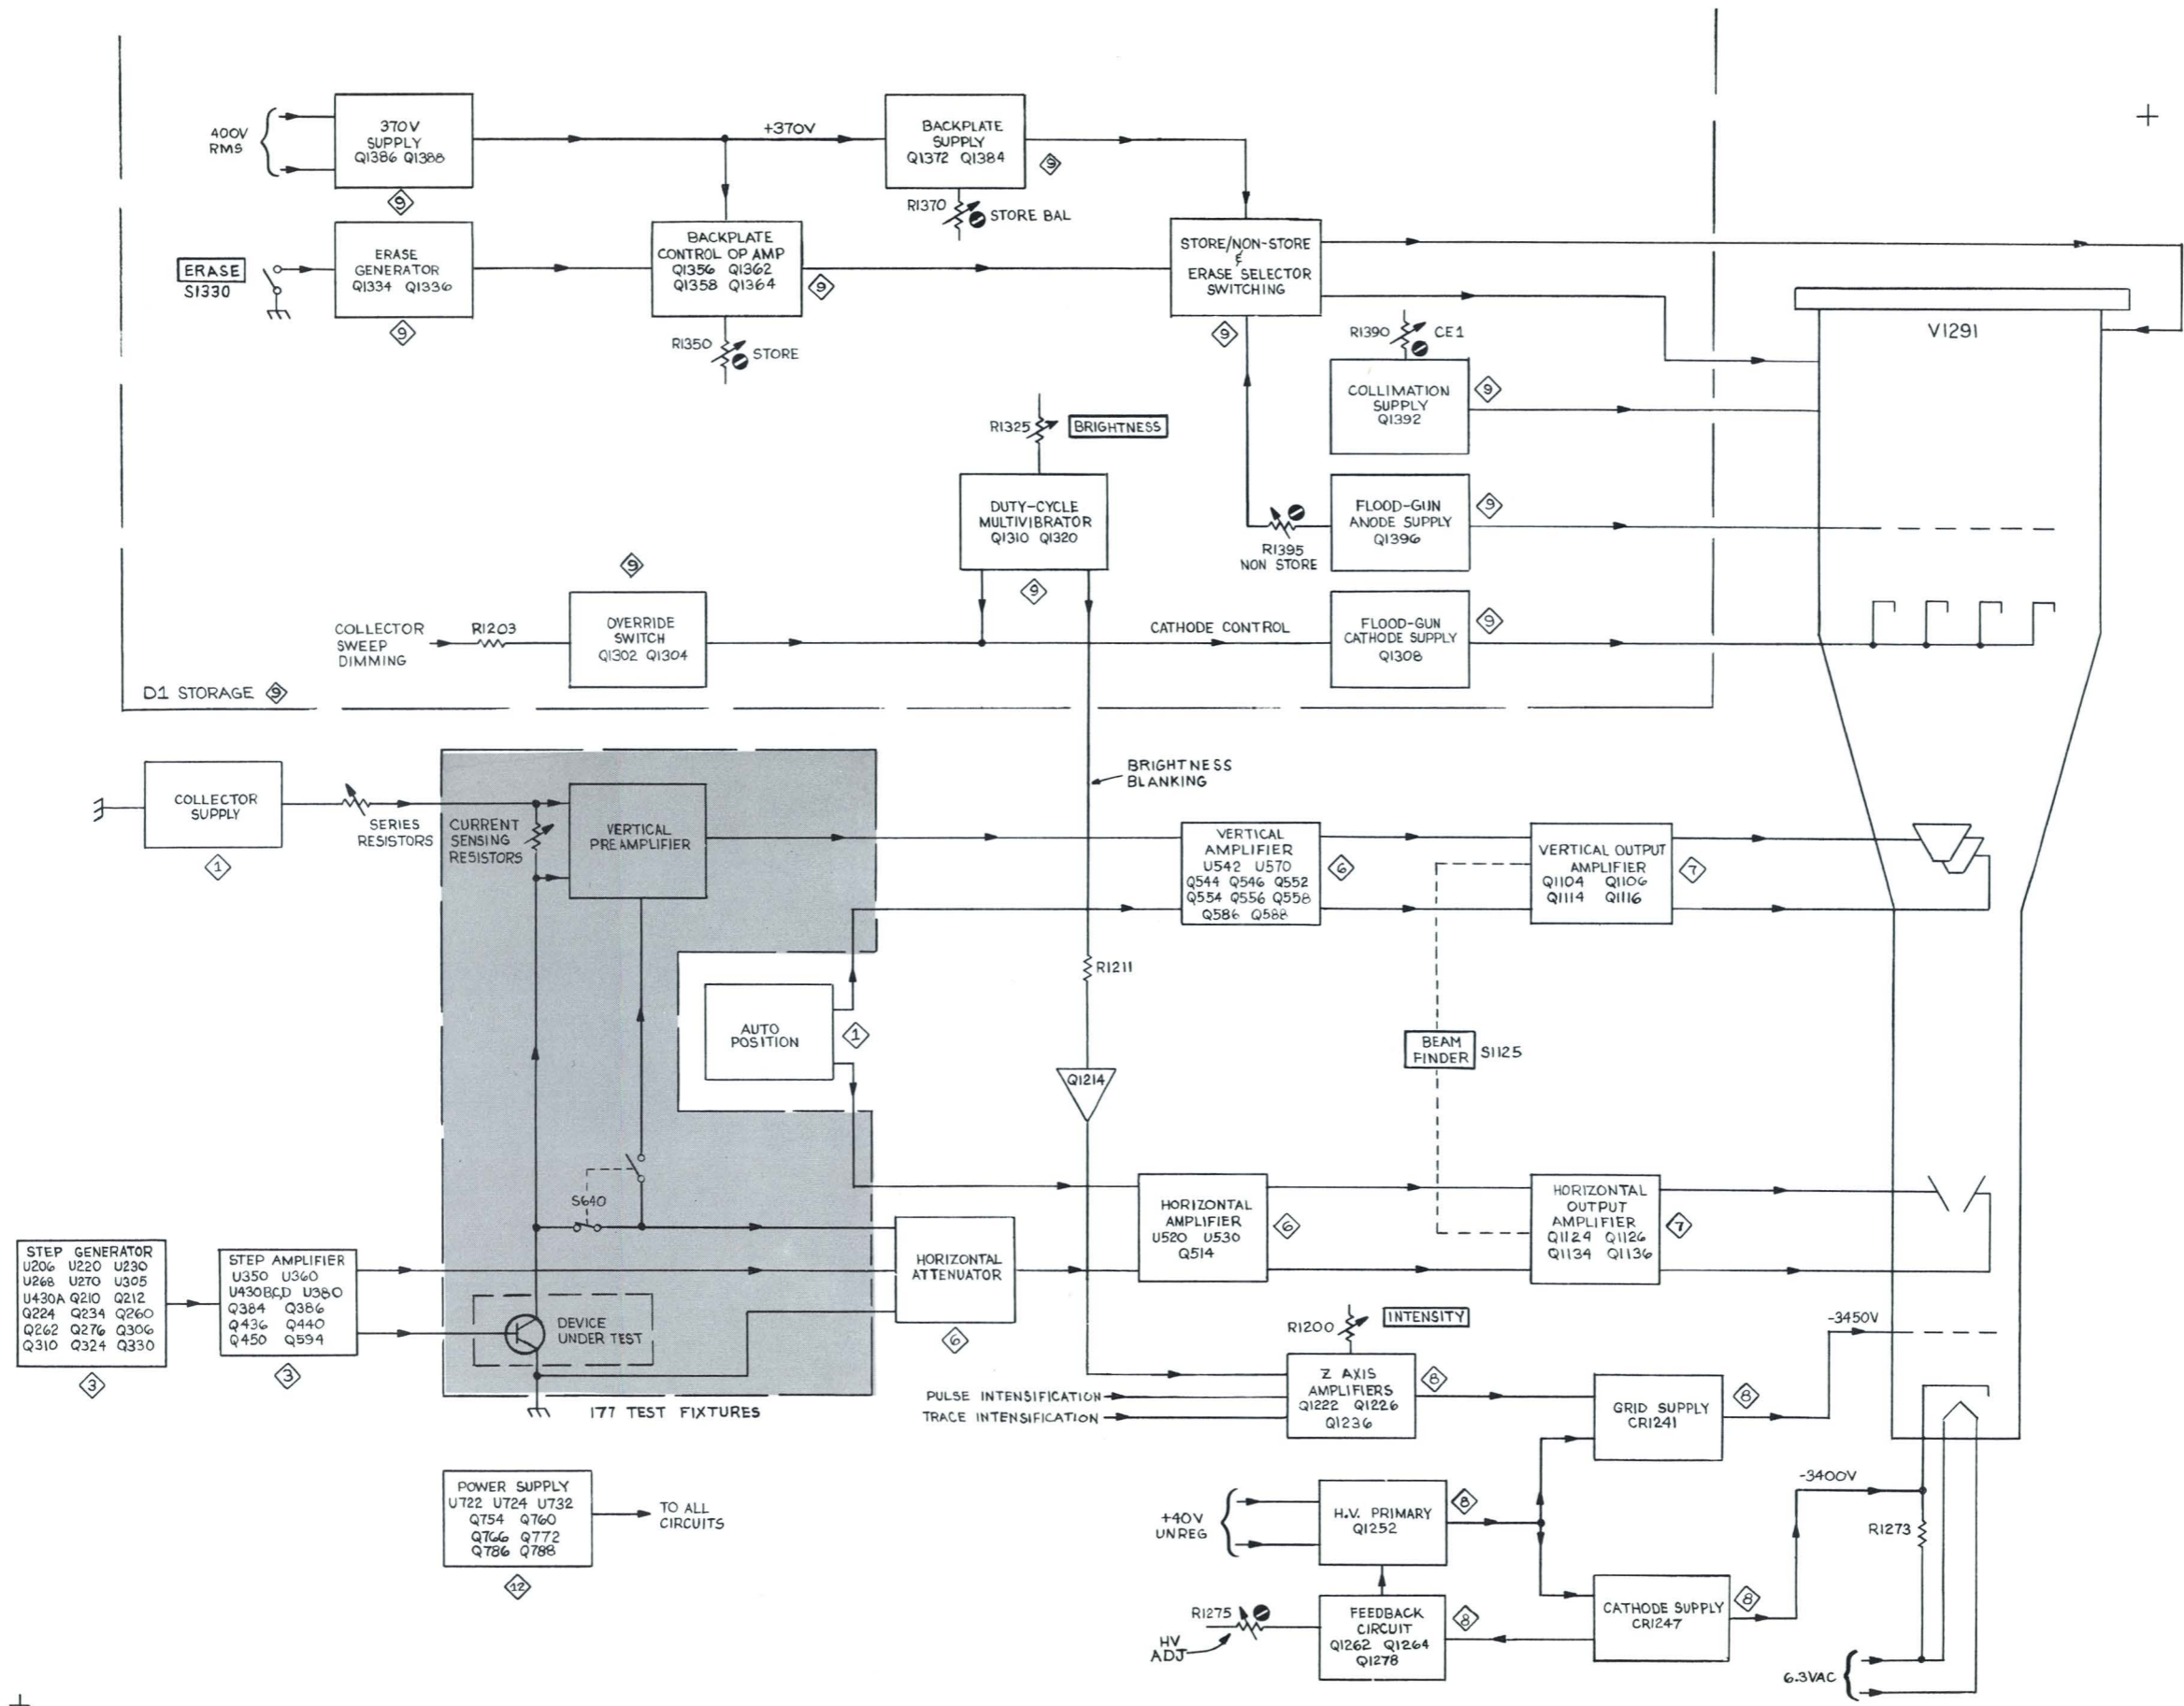 400V
RMS
370V
SUPPLY
Q1386 Q1388
9
+370V
BACKPLATE
SUPPLY
Q1372 Q1384
9
R1370
STORE BAL
ERASE
S1330
ERASE
GENERATOR
Q1334 Q1336
9
BACKPLATE
CONTROL OP AMP
Q1356 Q1362
Q1358 Q1364
9
R1350
STORE
STORE/NON-STORE
&
ERASE SELECTOR
SWITCHING
9
R1390
CE1
COLLIMATION
SUPPLY
Q1392
9
V1291
R1325
BRIGHTNESS
DUTY-CYCLE
MULTIVIBRATOR
Q1310 Q1320
9
R1395
NON STORE
FLOOD-GUN
ANODE SUPPLY
Q1396
9
COLLECTOR
SWEEP
DIMMING
R1203
9
OVERRIDE
SWITCH
Q1302 Q1304
CATHODE CONTROL
FLOOD-GUN
CATHODE SUPPLY
Q1308
9
D1 STORAGE 9
COLLECTOR
SUPPLY
1
SERIES
RESISTORS
CURRENT
SENSING
RESISTORS
VERTICAL
PREAMPLIFIER
BRIGHTNESS
BLANKING
VERTICAL
AMPLIFIER
U542 U570
Q544 Q546 Q552
Q554 Q556 Q558
Q586 Q588
6
VERTICAL OUTPUT
AMPLIFIER
Q1104 Q1106
Q1114 Q1116
7
R1211
AUTO
POSITION
1
BEAM
FINDER
S1125
Q1214
S640
STEP GENERATOR
U206 U220 U230
U268 U270 U305
U430A Q210 Q212
Q224 Q234 Q260
Q262 Q276 Q306
Q310 Q324 Q330
3
STEP AMPLIFIER
U350 U360
U430B,C,D U380
Q384 Q386
Q436 Q440
Q450 Q594
3
DEVICE
UNDER TEST
177 TEST FIXTURES
HORIZONTAL
ATTENUATOR
6
HORIZONTAL
AMPLIFIER
U520 U530
Q514
6
HORIZONTAL
OUTPUT
AMPLIFIER
Q1124 Q1126
Q1134 Q1136
7
R1200
INTENSITY
PULSE INTENSIFICATION
TRACE INTENSIFICATION
Z AXIS
AMPLIFIERS
Q1222 Q1226
Q1236
8
GRID SUPPLY
CR1241
8
-3450V
POWER SUPPLY
U722 U724 U732
Q754 Q760
Q766 Q772
Q786 Q788
12
TO ALL
CIRCUITS
+40V
UNREG
H.V. PRIMARY
Q1252
8
-3400V
R1273
R1275
HV
ADJ
FEEDBACK
CIRCUIT
Q1262 Q1264
Q1278
8
CATHODE SUPPLY
CR1247
8
6.3VAC